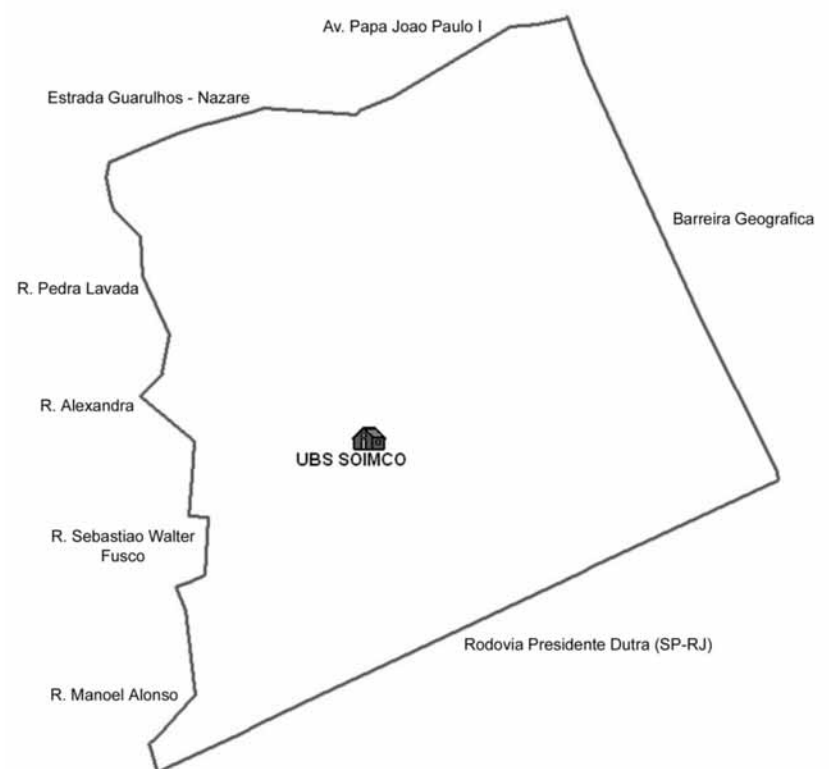 Av. Papa Joao Paulo I
Estrada Guarulhos - Nazare
Barreira Geografica
R. Pedra Lavada
R. Alexandra
UBS SOIMCO
R. Sebastiao Walter
Fusco
Rodovia Presidente Dutra (SP-RJ)
R. Manoel Alonso